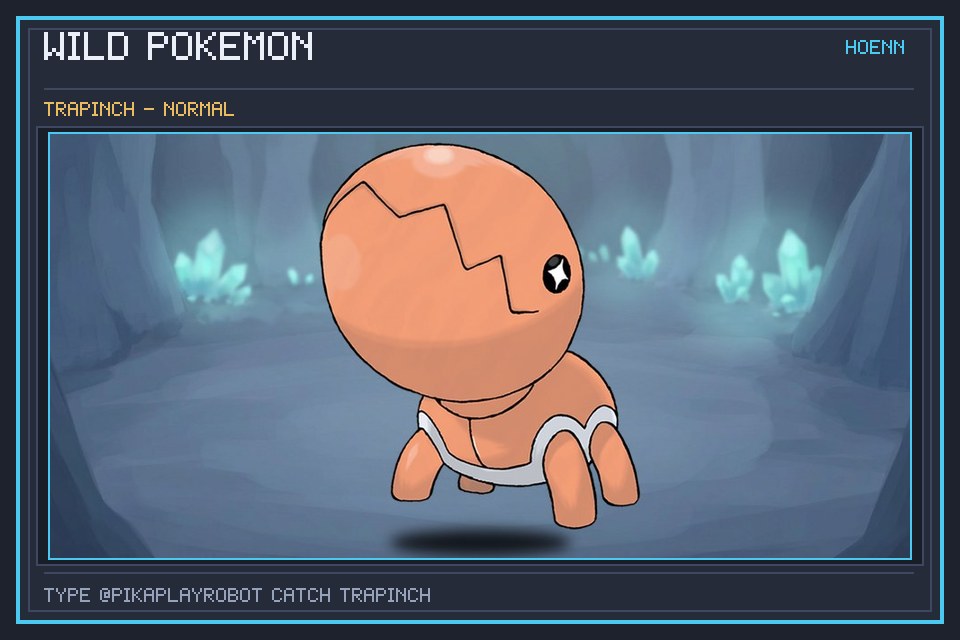 WILD POKEMON
HOENN
TRAPINCH – NORMAL
TYPE @PIKAPLAYROBOT CATCH TRAPINCH